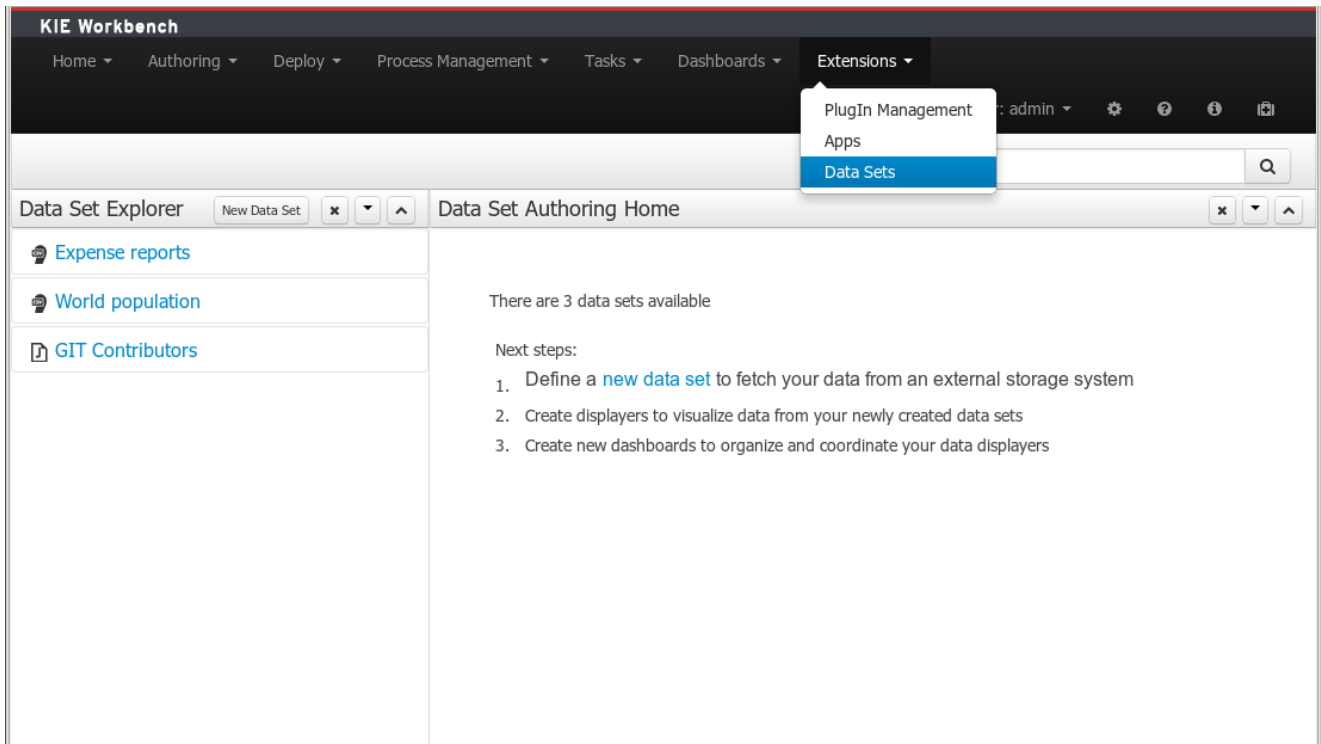 KIE Workbench
Home Authoring Deploy Process Management Tasks Dashboards Extensions
PlugIn Management
r: admin
Apps
Data Sets
Data Set Explorer New Data Set Data Set Authoring Home
Expense reports
World population
GIT Contributors
There are 3 data sets available
Next steps:
1. Define a new data set to fetch your data from an external storage system
2. Create displayers to visualize data from your newly created data sets
3. Create new dashboards to organize and coordinate your data displayers